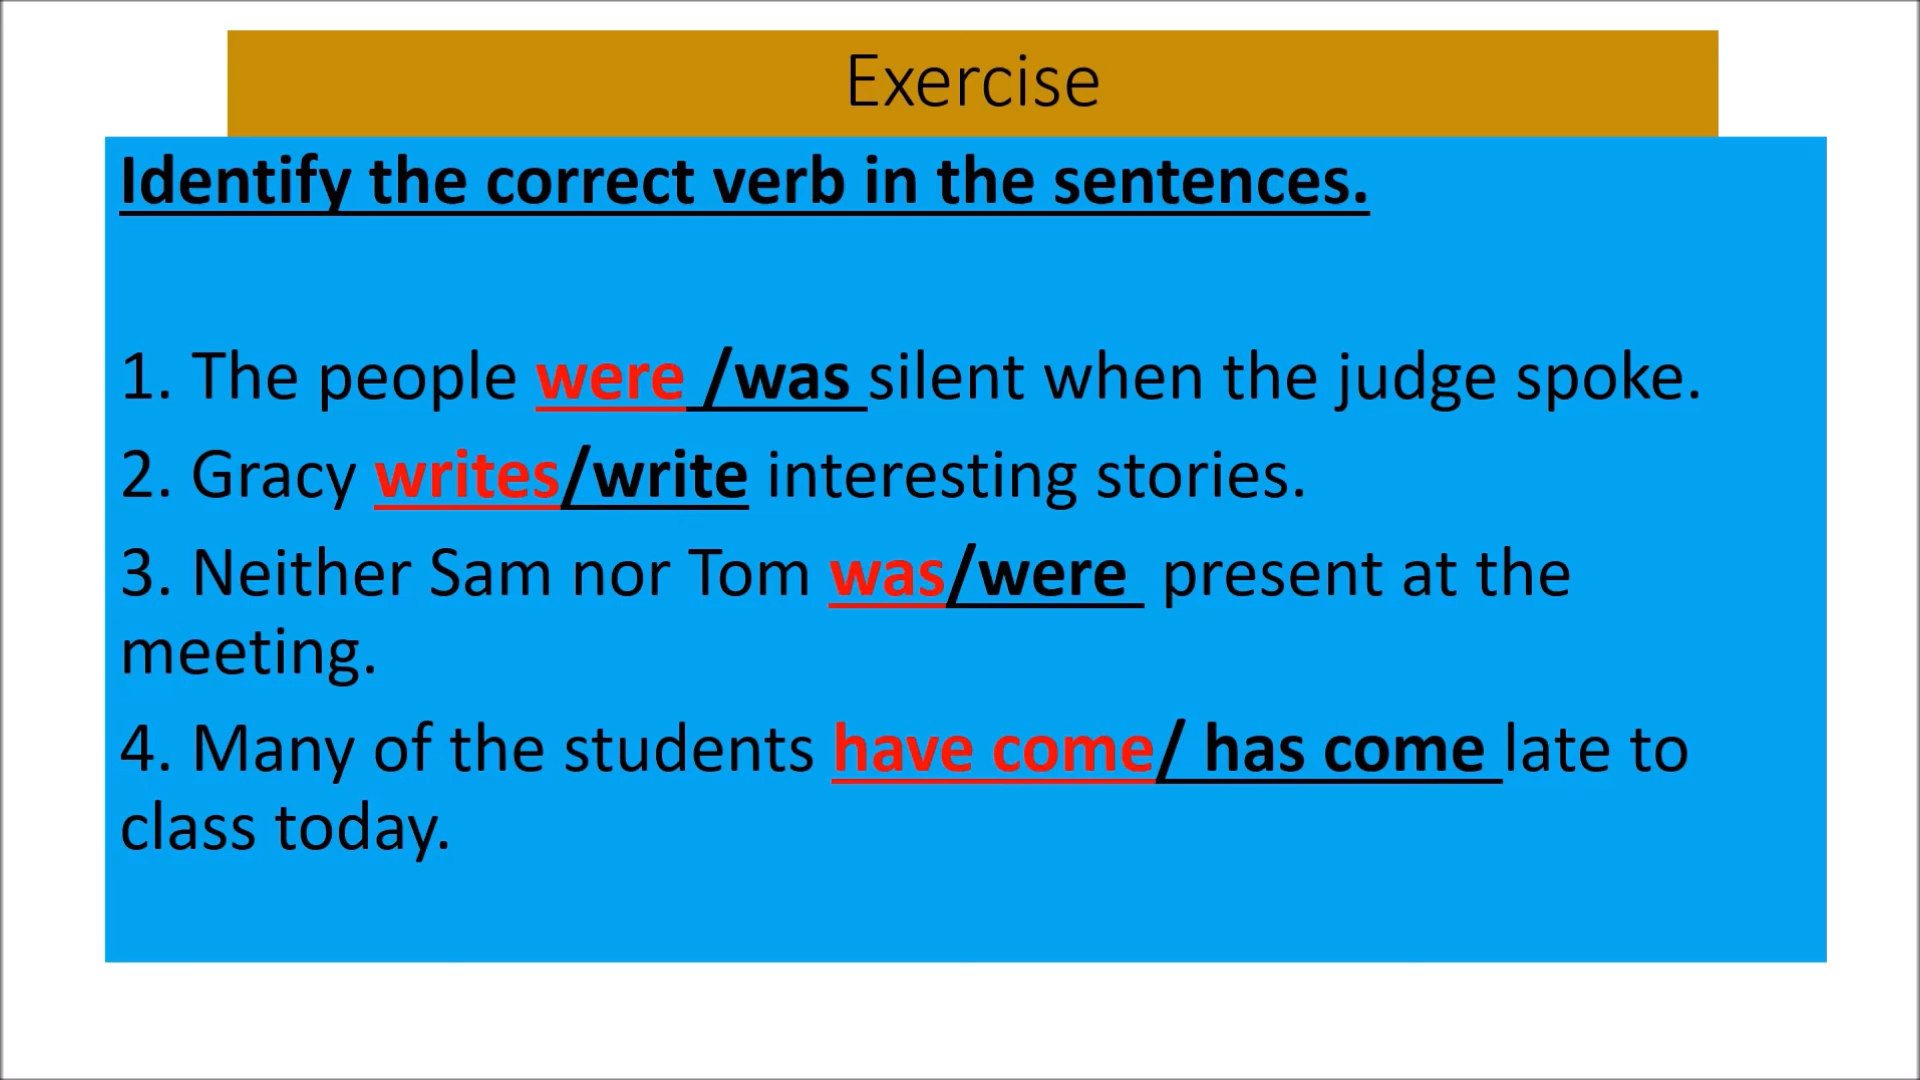 Exercise
Identify the correct verb in the sentences.
1. The people were /was silent when the judge spoke.
2. Gracy writes/write interesting stories.
3. Neither Sam nor Tom was/were present at the
meeting.
4. Many of the students have come/ has come late to
class today.